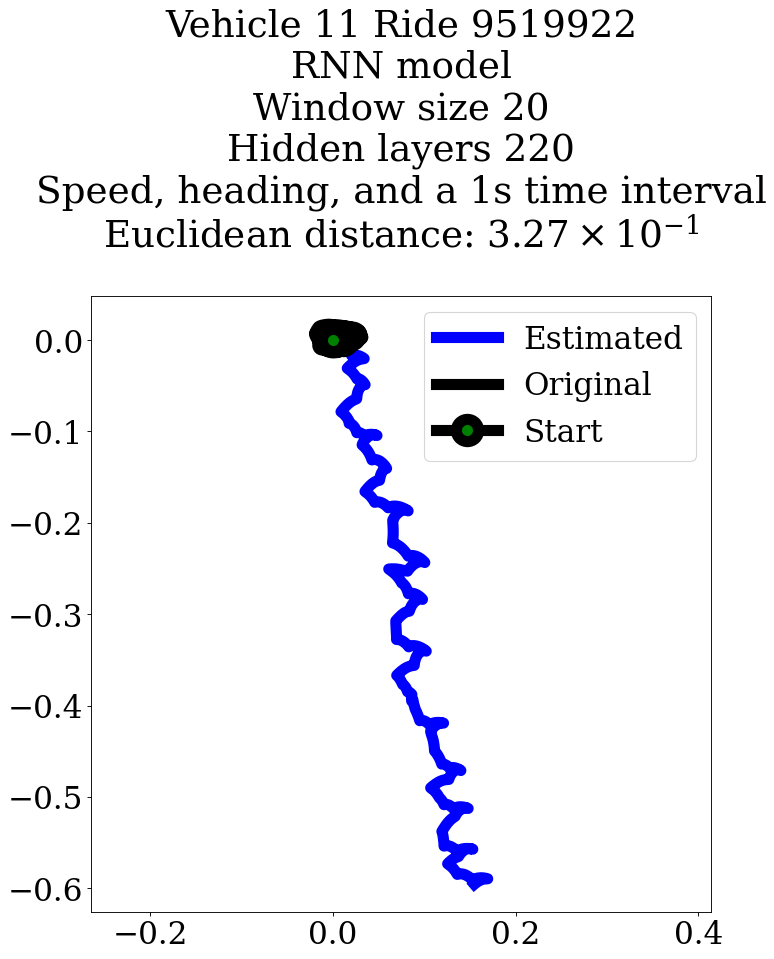 Vehicle 11 Ride 9519922
RNN model
Window size 20
Hidden layers 220
Speed, heading, and a 1s time interval
Euclidean distance: 3.27 × 10⁻¹
Estimated
Original
Start
0.0
−0.1
−0.2
−0.3
−0.4
−0.5
−0.6
−0.2 0.0 0.2 0.4